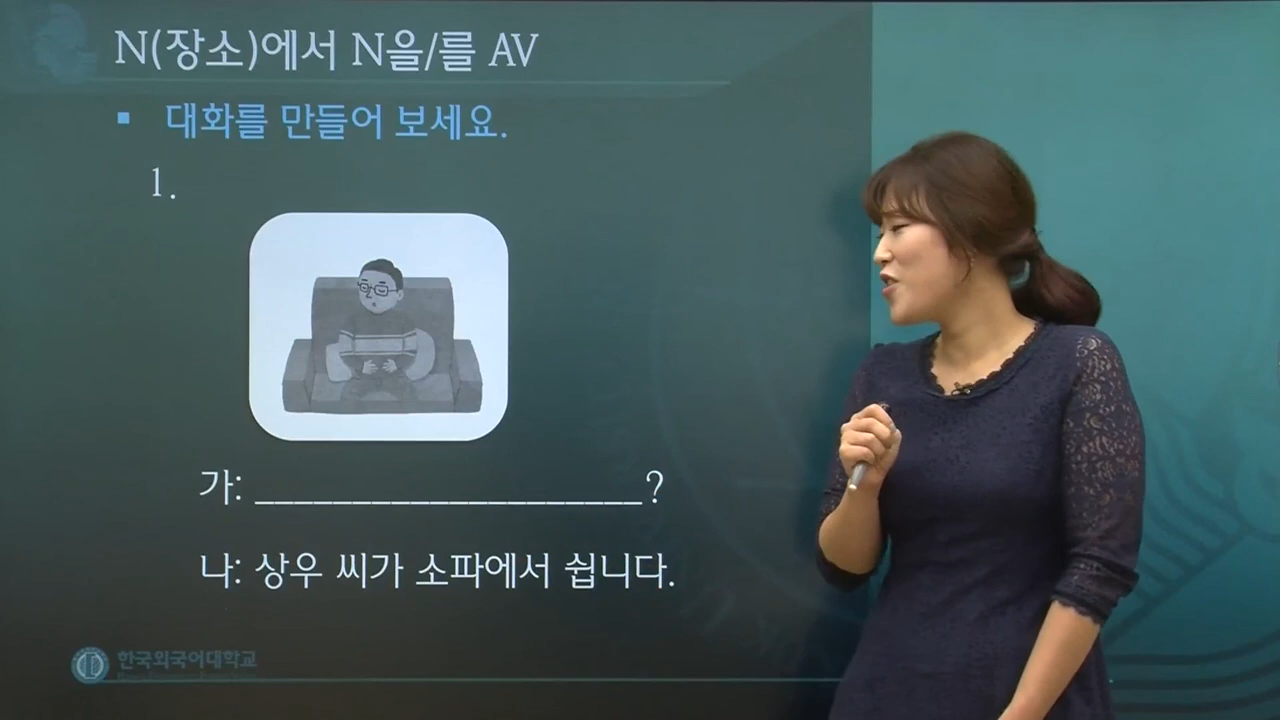 N(장소)에서 N을/를 AV
▪ 대화를 만들어 보세요.
1.
가: ____________________?
나: 상우 씨가 소파에서 쉽니다.
한국외국어대학교